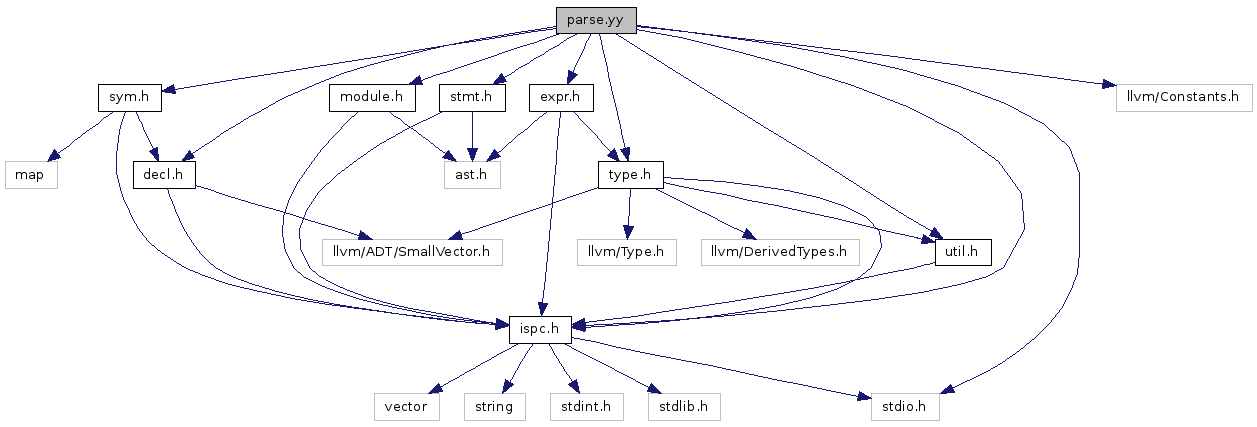 parse.yy
sym.h
module.h
stmt.h
expr.h
llvm/Constants.h
map
decl.h
ast.h
type.h
llvm/ADT/SmallVector.h
llvm/Type.h
llvm/DerivedTypes.h
util.h
ispc.h
vector
string
stdint.h
stdlib.h
stdio.h